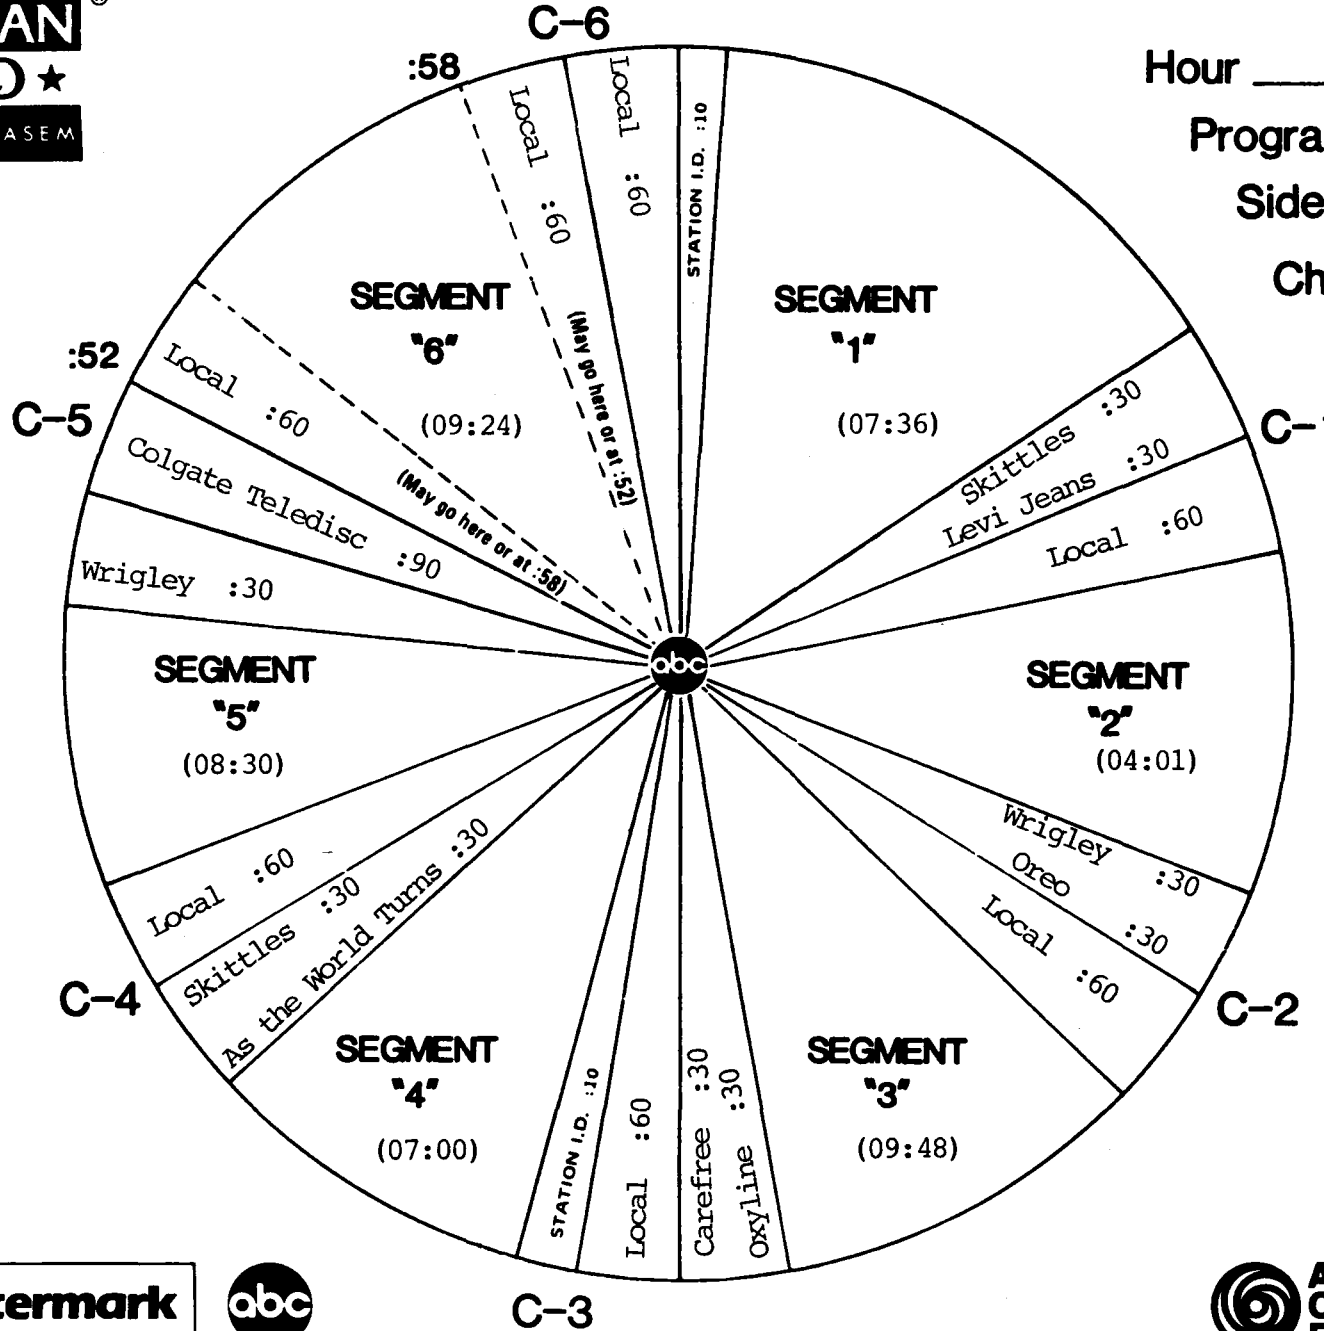 AN ®
★
ASEM
Hour
Progra
Side
Ch
C-6
:58
Local :60
Local :60
STATION I.D. :10
SEGMENT
"1"
(07:36)
Skittles :30
Levi Jeans :30
C-1
Local :60
SEGMENT
"2"
(04:01)
Wrigley :30
Oreo :30
C-2
Local :60
SEGMENT
"3"
(09:48)
Oxyline :30
Carefree :30
C-3
Local :60
STATION I.D. :10
SEGMENT
"4"
(07:00)
As the World Turns :30
Skittles :30
C-4
Local :60
SEGMENT
"5"
(08:30)
Wrigley :30
Colgate Teledisc :90
C-5
:52
Local :60
(May go here or at :58)
SEGMENT
"6"
(09:24)
(May go here or at :52)
abc
termark
abc